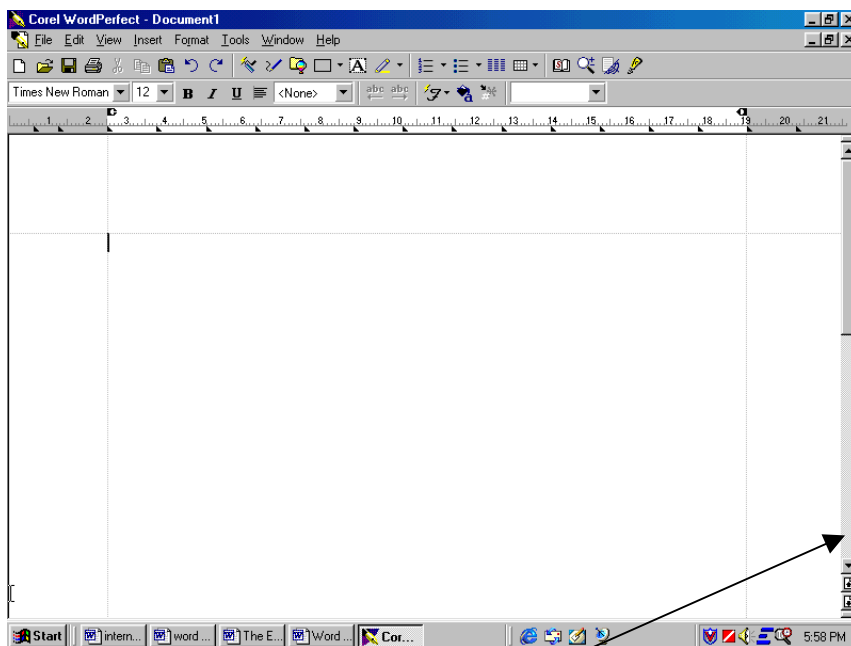 Corel WordPerfect - Document1
File Edit View Insert Format Tools Window Help
Times New Roman 12 B I U <None> abc abc
1 2 3 4 5 6 7 8 9 10 11 12 13 14 15 16 17 18 19 20 21
Start intern... word ... The E... Word ... Cor... 5:58 PM